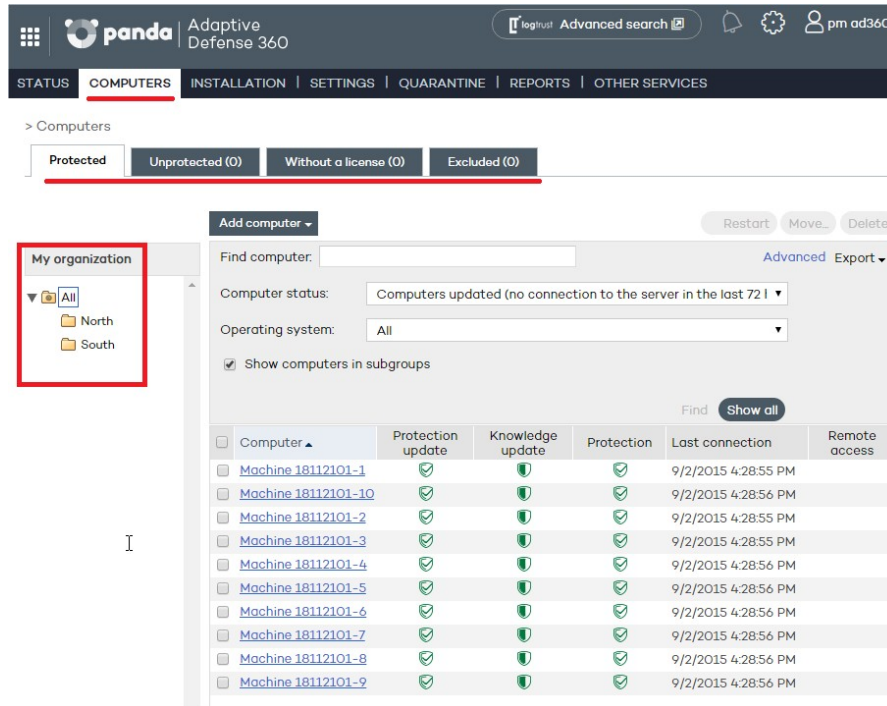 panda
Adaptive
Defense 360
logtrust Advanced search
pm ad360
STATUS COMPUTERS INSTALLATION | SETTINGS | QUARANTINE | REPORTS | OTHER SERVICES
> Computers
Protected Unprotected (0) Without a license (0) Excluded (0)
Add computer Restart Move... Delete
My organization
All
North
South
Find computer: Advanced Export
Computer status: Computers updated (no connection to the server in the last 72 h
Operating system: All
Show computers in subgroups
Find Show all
Computer Protection update Knowledge update Protection Last connection Remote access
Machine 18112101-1 9/2/2015 4:28:55 PM
Machine 18112101-10 9/2/2015 4:28:56 PM
Machine 18112101-2 9/2/2015 4:28:55 PM
Machine 18112101-3 9/2/2015 4:28:55 PM
Machine 18112101-4 9/2/2015 4:28:56 PM
Machine 18112101-5 9/2/2015 4:28:56 PM
Machine 18112101-6 9/2/2015 4:28:56 PM
Machine 18112101-7 9/2/2015 4:28:56 PM
Machine 18112101-8 9/2/2015 4:28:56 PM
Machine 18112101-9 9/2/2015 4:28:56 PM